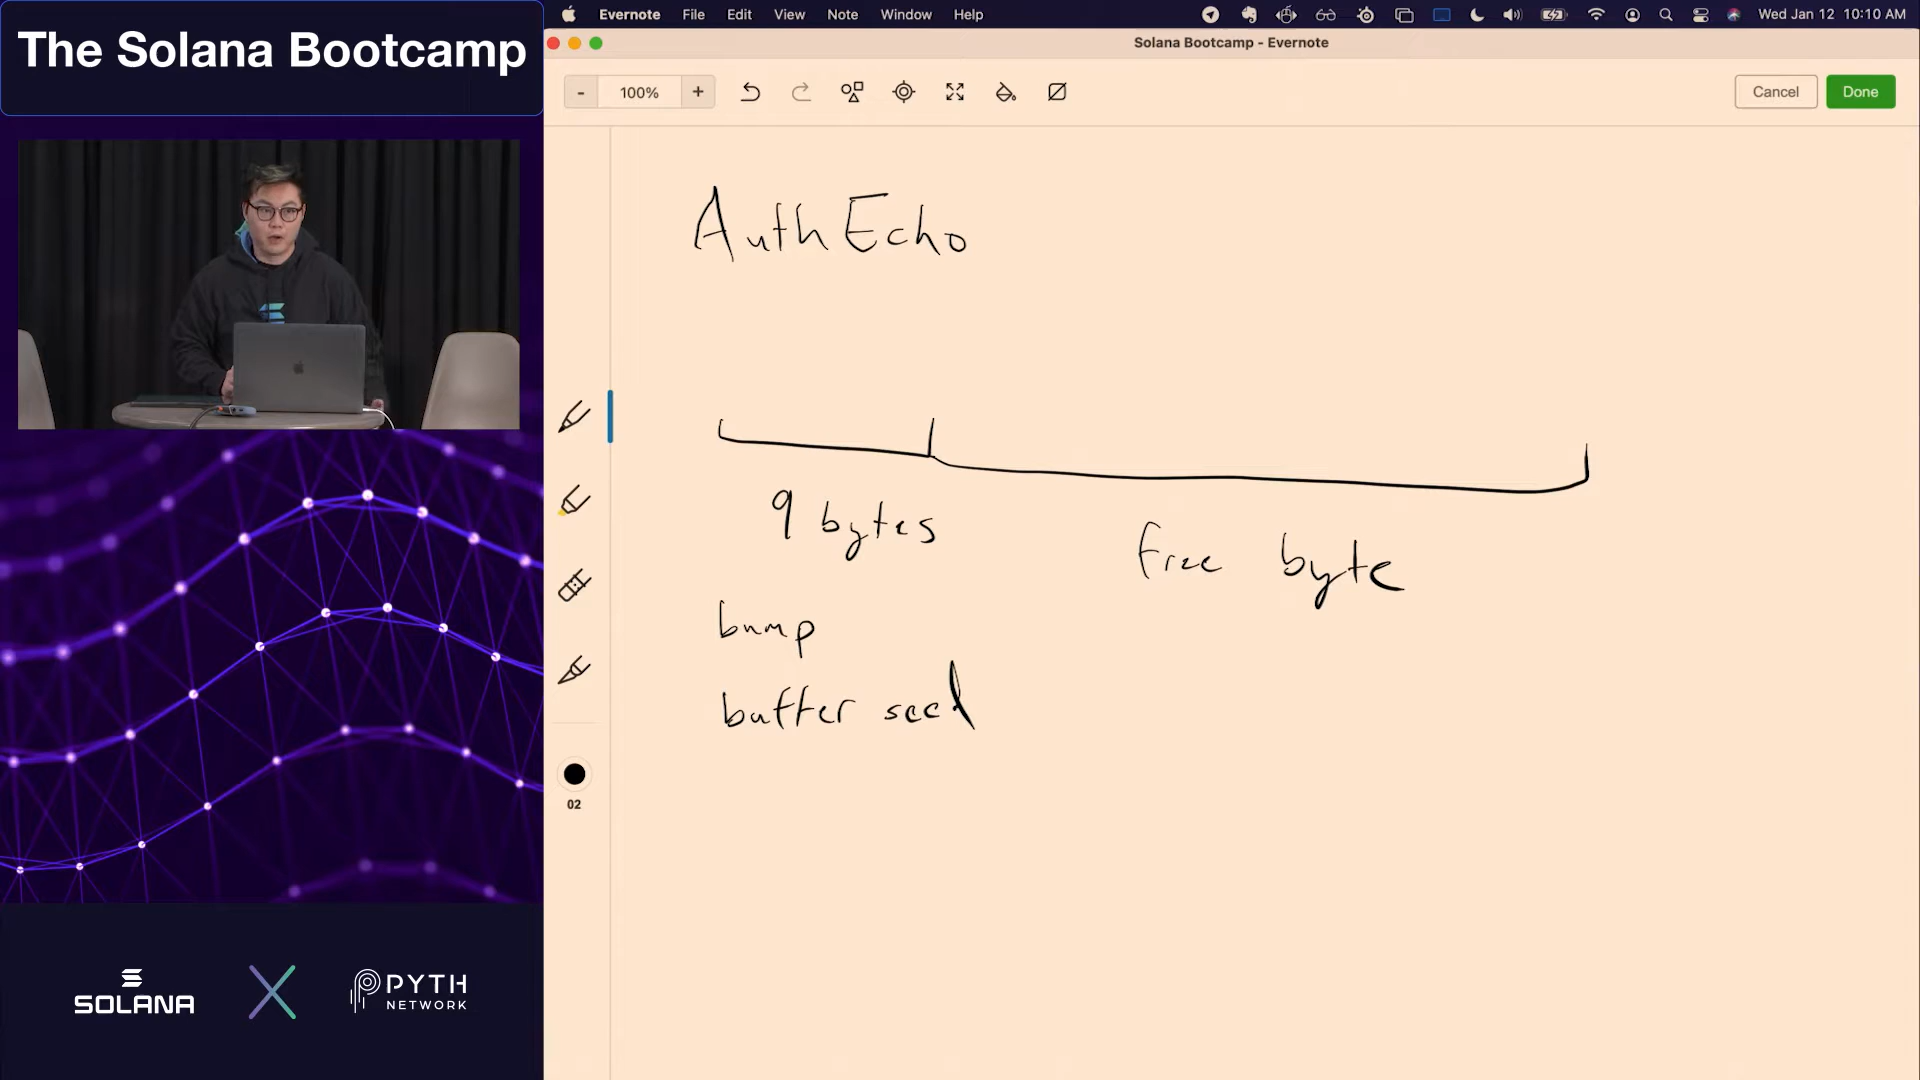 The Solana Bootcamp
Evernote File Edit View Note Window Help
Wed Jan 12 10:10 AM
Solana Bootcamp - Evernote
- 100% +
Cancel
Done
AuthEcho
9 bytes
free byte
bump
buffer seed
02
SOLANA
PYTH
NETWORK